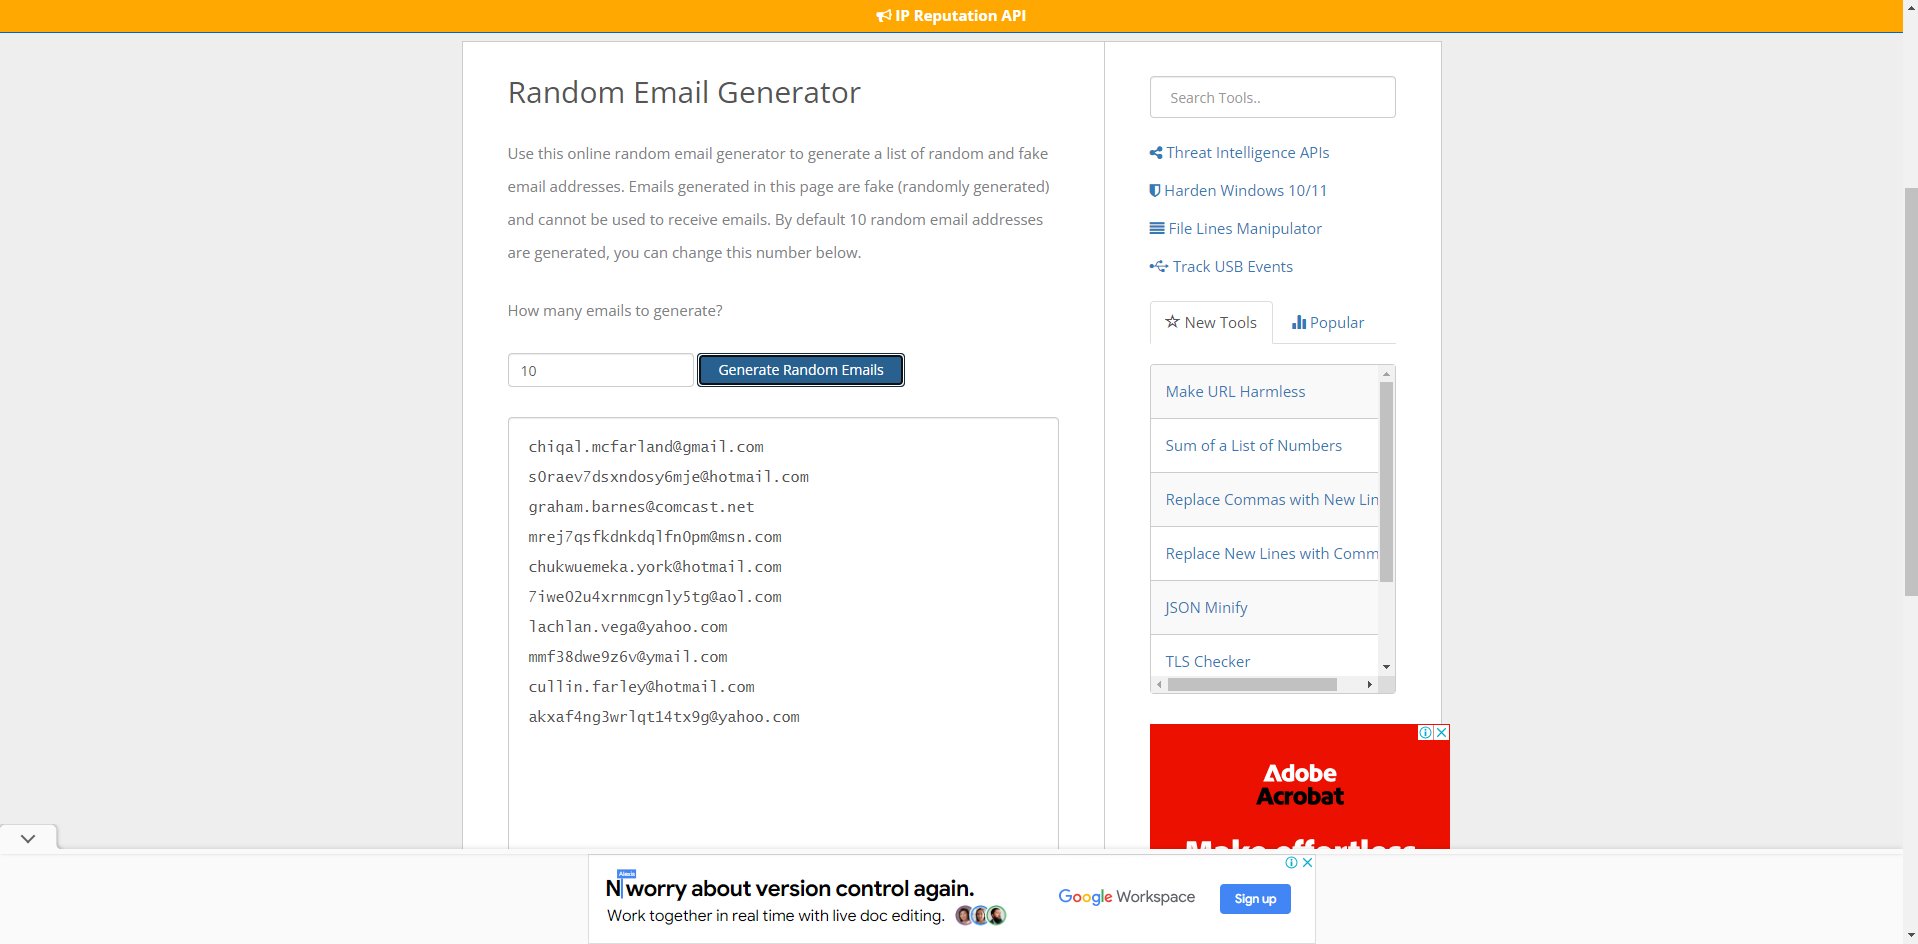 IP Reputation API
Random Email Generator
Use this online random email generator to generate a list of random and fake
email addresses. Emails generated in this page are fake (randomly generated)
and cannot be used to receive emails. By default 10 random email addresses
are generated, you can change this number below.
How many emails to generate?
10
Generate Random Emails
chiqal.mcfarland@gmail.com
s0raev7dsxndosy6mje@hotmail.com
graham.barnes@comcast.net
mrej7qsfkdnkdqlfn0pm@msn.com
chukwuemeka.york@hotmail.com
7iwe02u4xrnmcgnly5tg@aol.com
lachlan.vega@yahoo.com
mmf38dwe9z6v@ymail.com
cullin.farley@hotmail.com
akxaf4ng3wrlqt14tx9g@yahoo.com
Search Tools..
Threat Intelligence APIs
Harden Windows 10/11
File Lines Manipulator
Track USB Events
New Tools
Popular
Make URL Harmless
Sum of a List of Numbers
Replace Commas with New Lin
Replace New Lines with Comm
JSON Minify
TLS Checker
Adobe
Acrobat
Make effortless
Alexis
N worry about version control again.
Work together in real time with live doc editing.
Google Workspace
Sign up